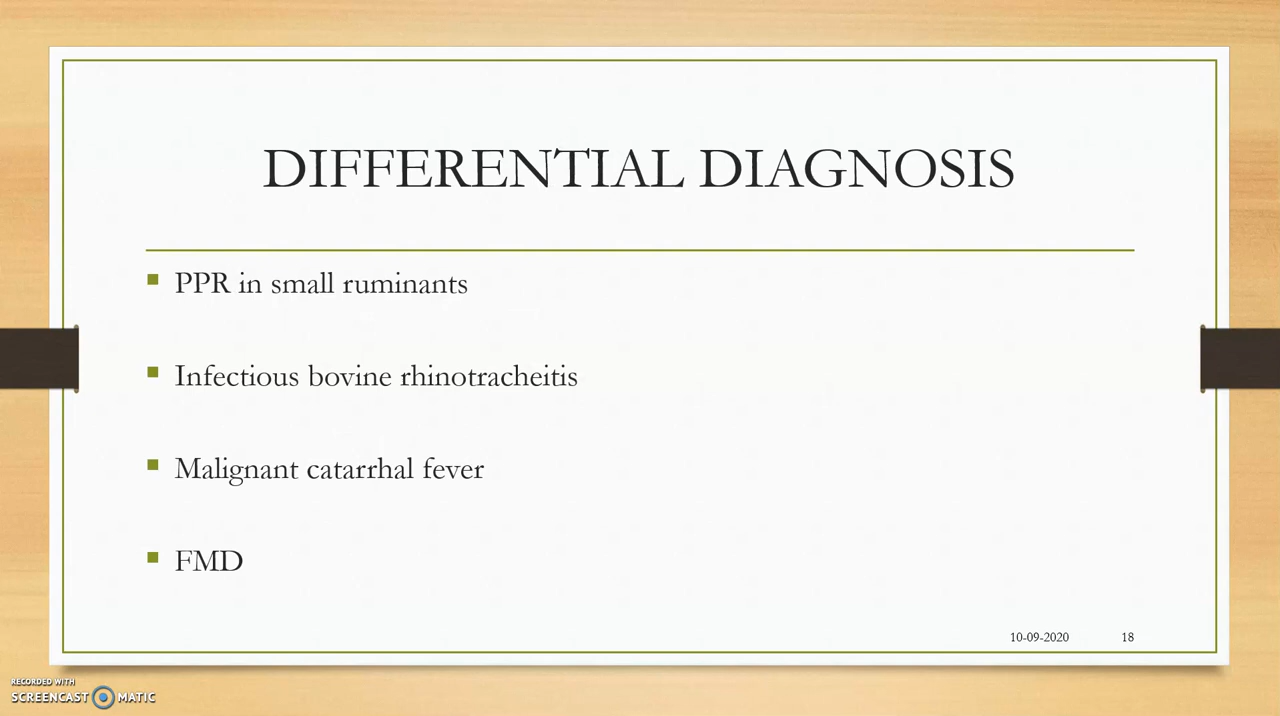 DIFFERENTIAL DIAGNOSIS
PPR in small ruminants
Infectious bovine rhinotracheitis
Malignant catarrhal fever
FMD
10-09-2020 18
RECORDED WITH
SCREENCAST MATIC